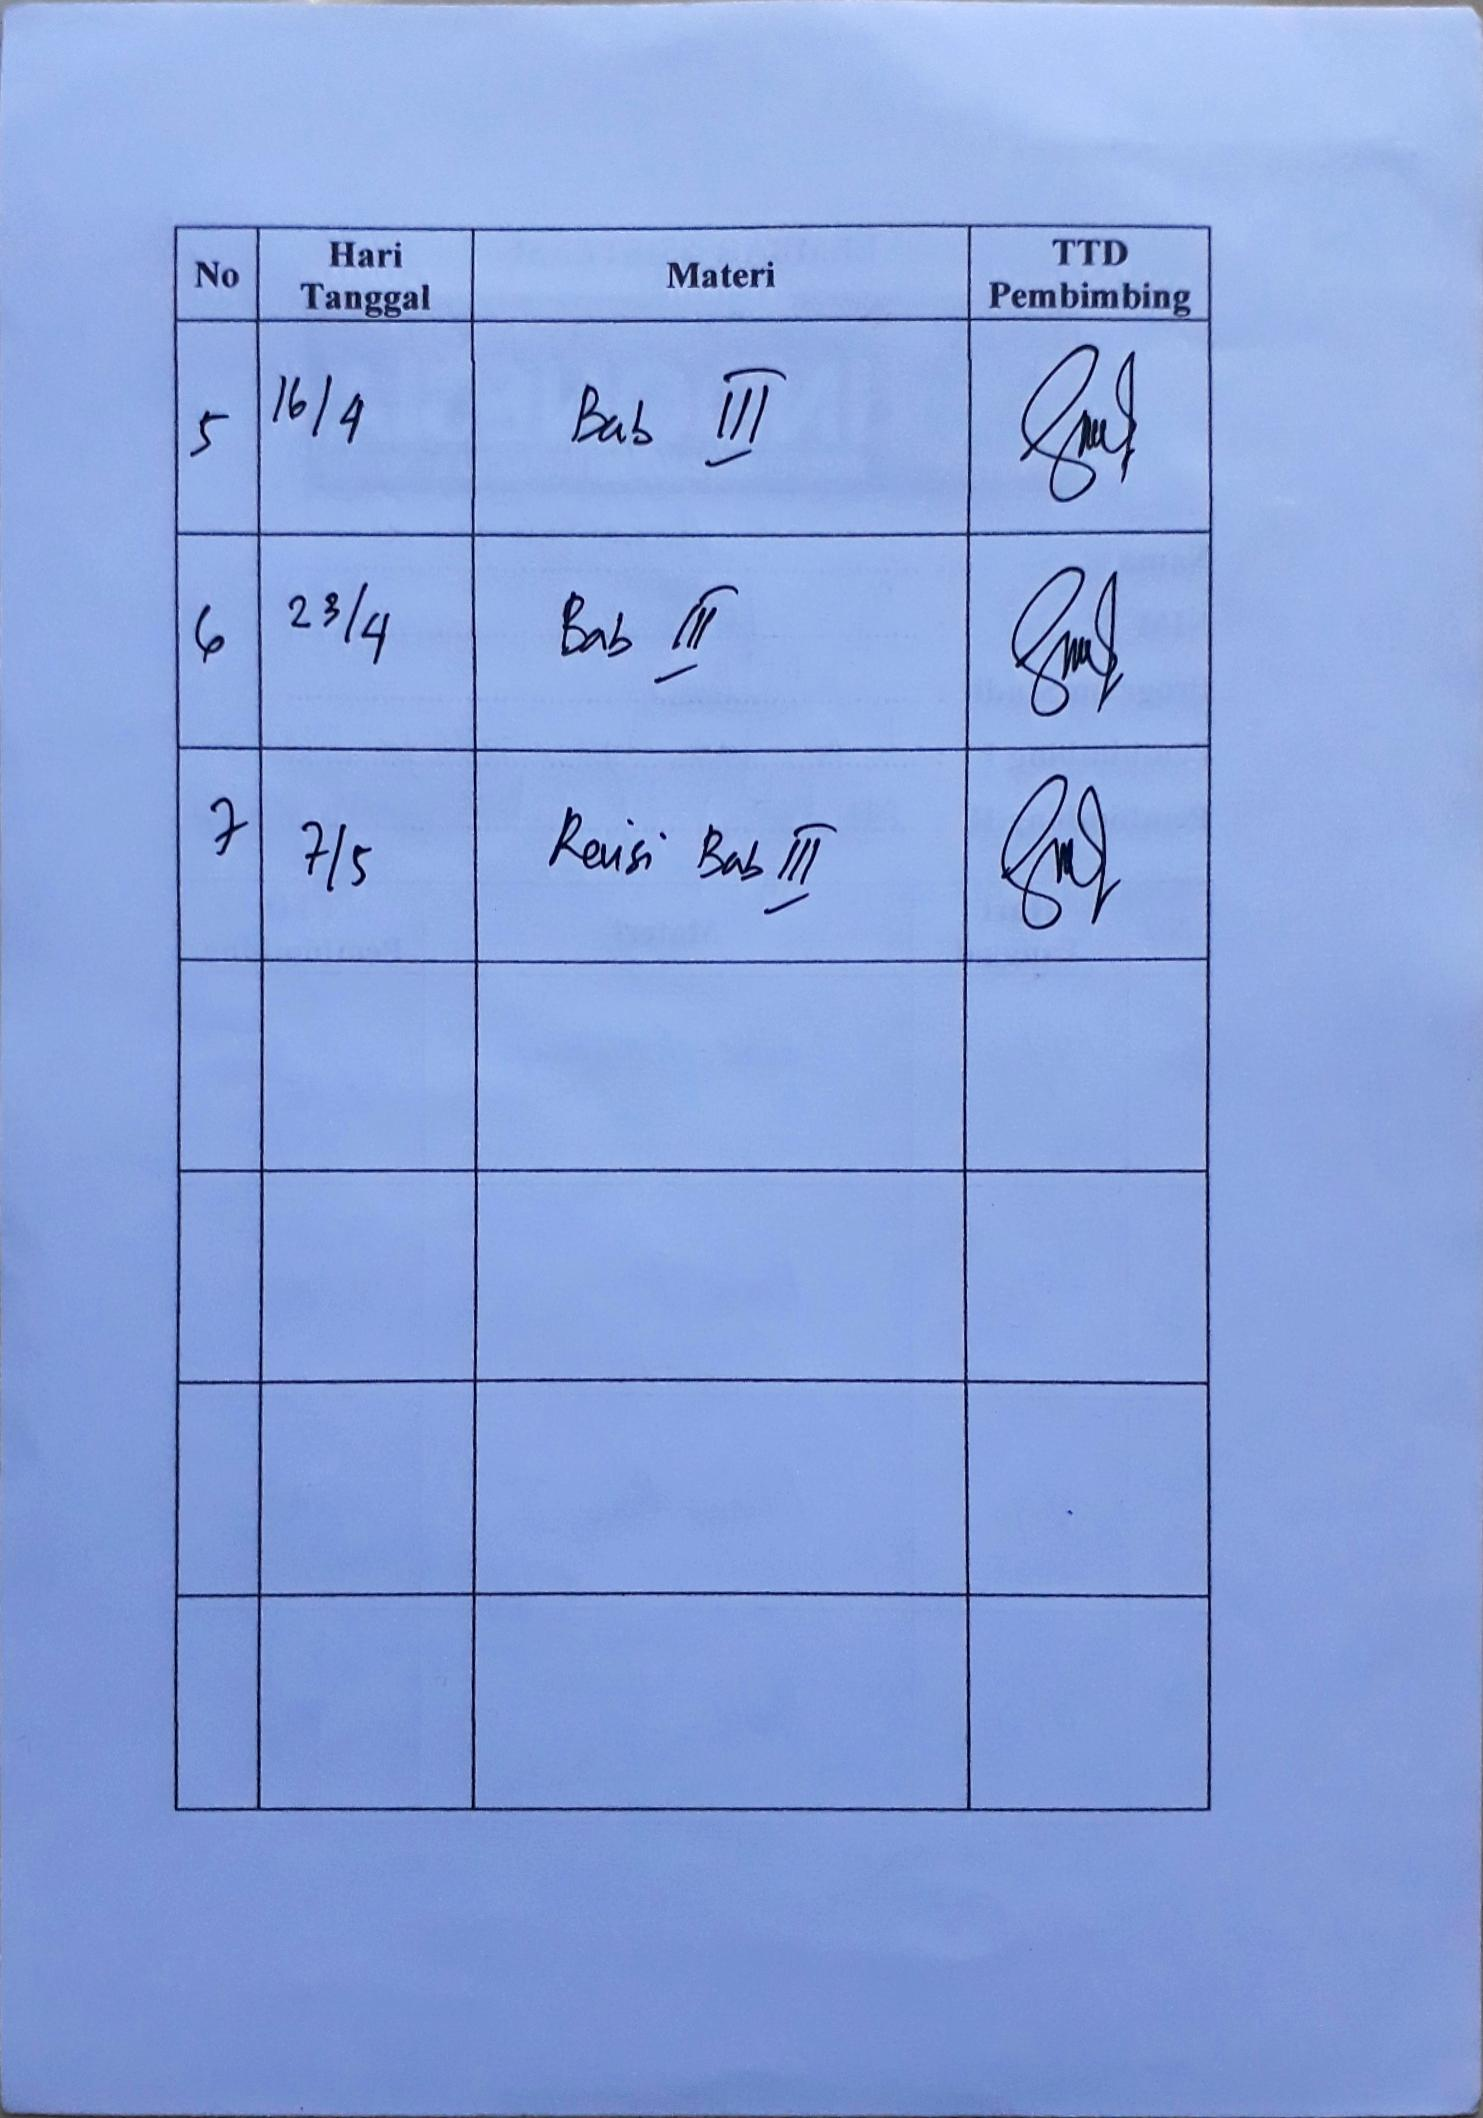 No
Hari
Tanggal
Materi
TTD
Pembimbing
5 16/4 Bab III
6 23/4 Bab III
7 7/5 Revisi Bab III